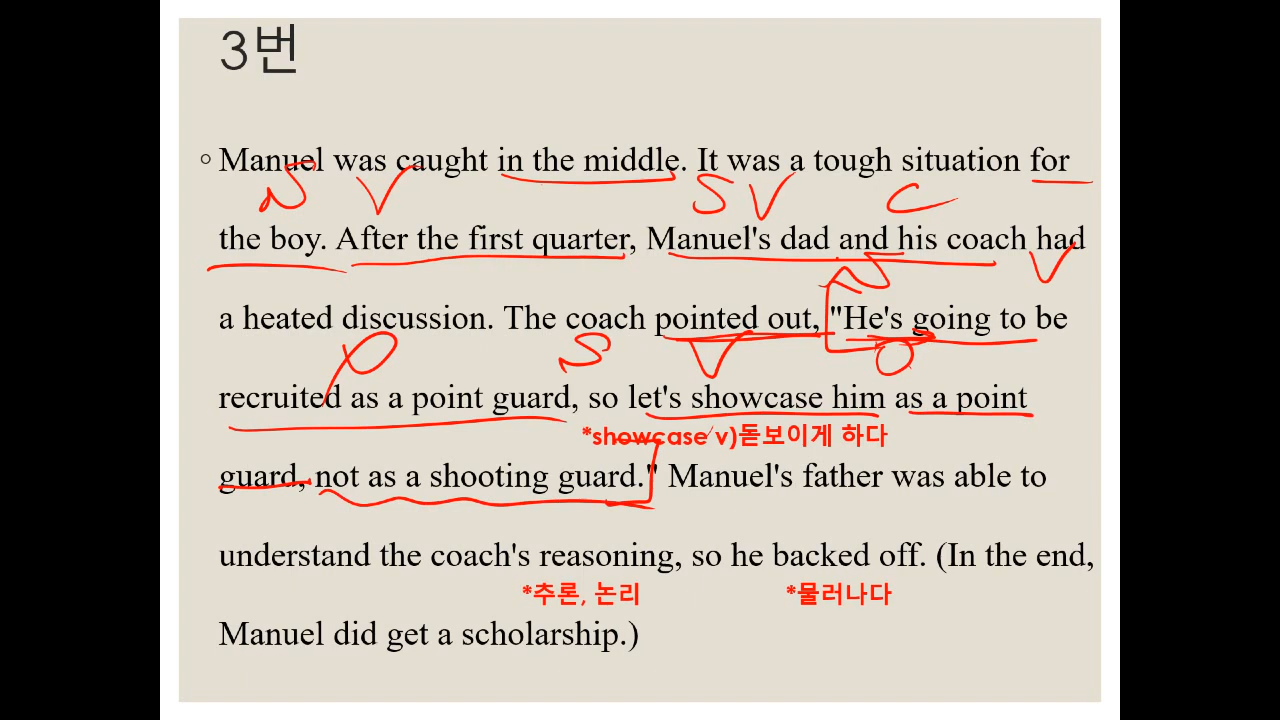 3번
◦ Manuel was caught in the middle. It was a tough situation for
S V S V C
the boy. After the first quarter, Manuel's dad and his coach had
S V
a heated discussion. The coach pointed out, "He's going to be
O S V O
recruited as a point guard, so let's showcase him as a point
*showcase v)돋보이게 하다
guard, not as a shooting guard." Manuel's father was able to
understand the coach's reasoning, so he backed off. (In the end,
*추론, 논리 *물러나다
Manuel did get a scholarship.)